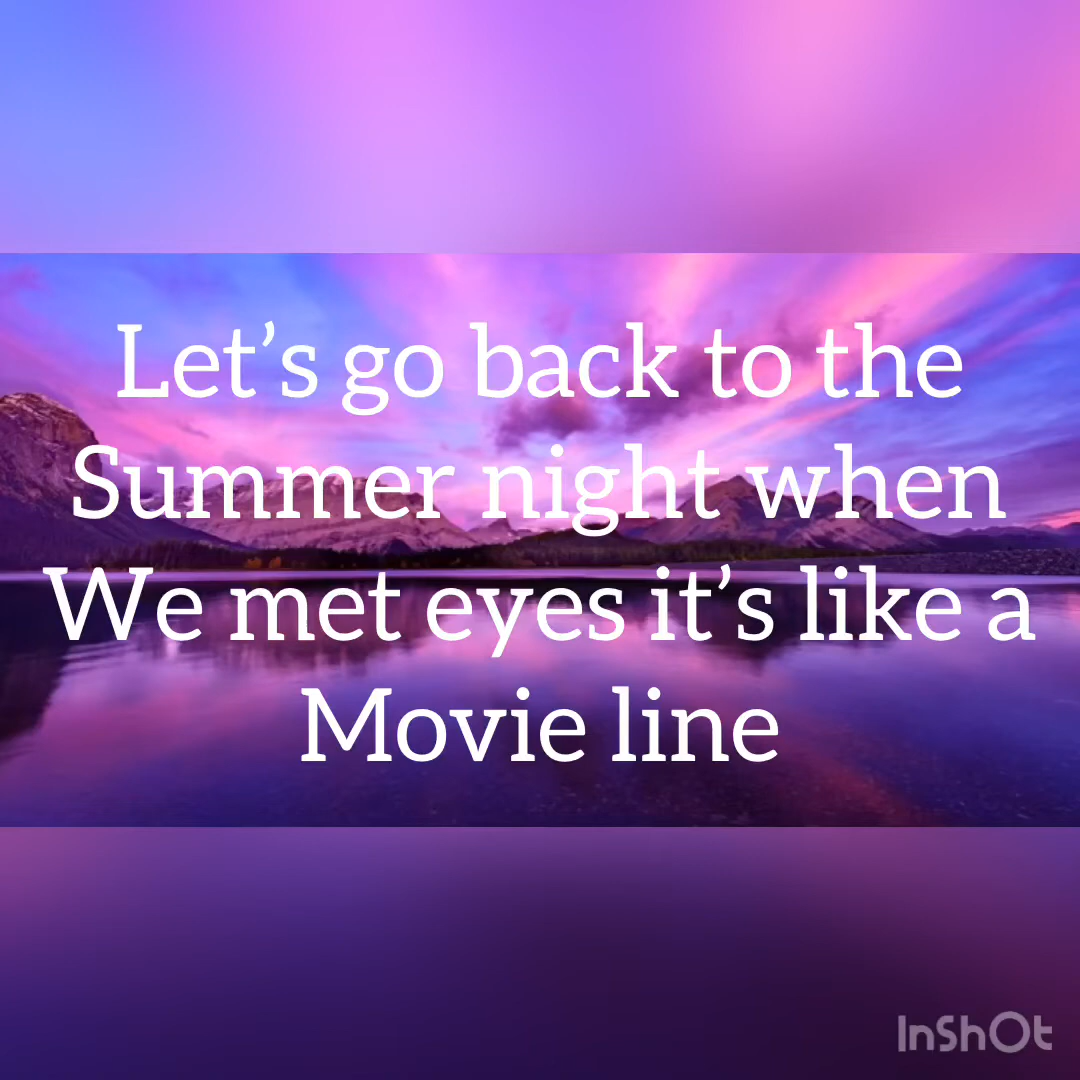 Let’s go back to the
Summer night when
We met eyes it’s like a
Movie line
InShOt